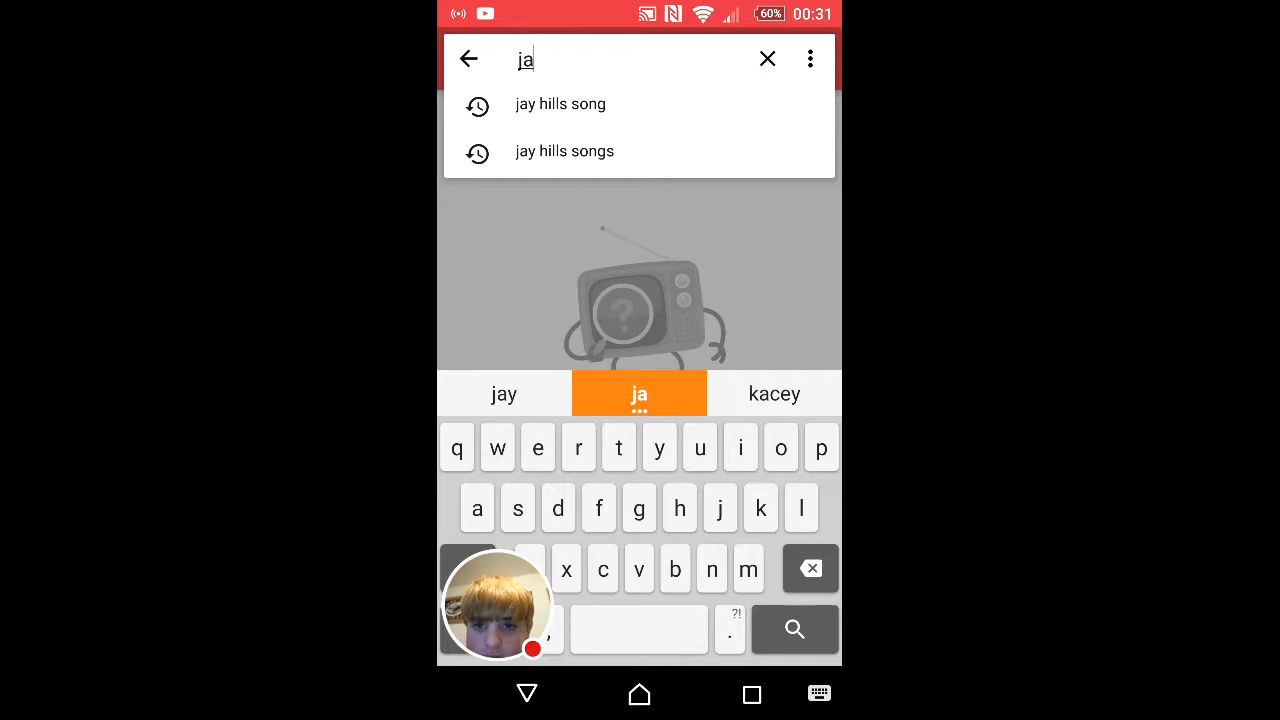 60% 00:31
ja
jay hills song
jay hills songs
?
jay ja kacey
q w e r t y u i o p
a s d f g h j k l
x c v b n m
, ?! .